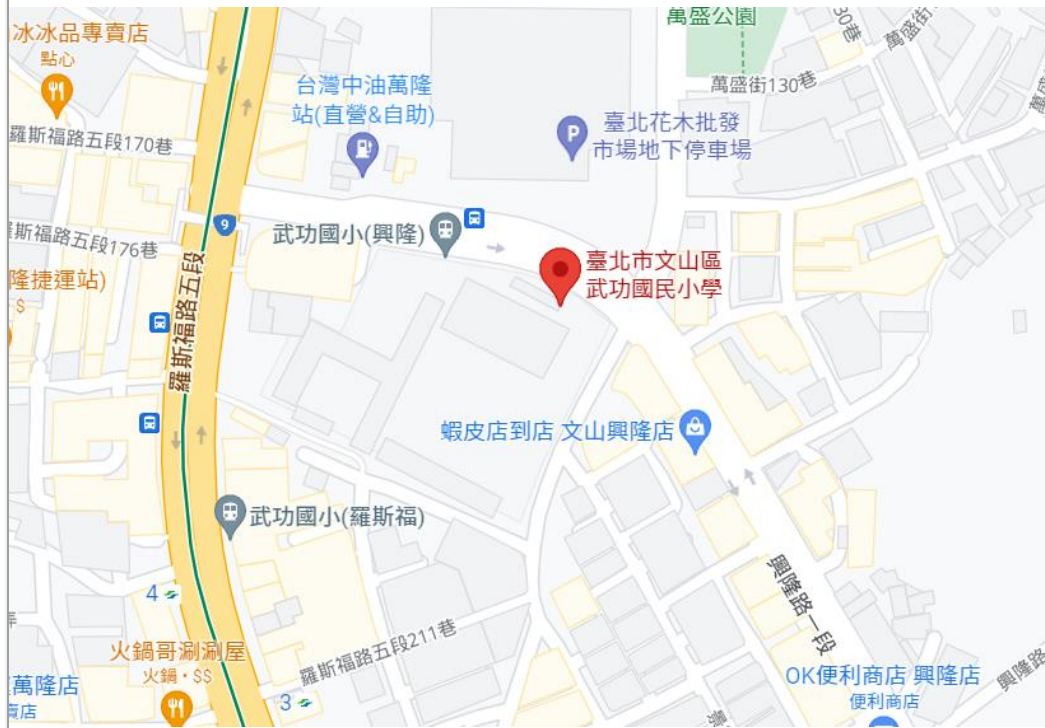 冰冰品專賣店
點心
萬盛公園
30巷
萬盛街
台灣中油萬隆
站(直營&自助)
萬盛街130巷
P
臺北花木批發
市場地下停車場
羅斯福路五段170巷
9
武功國小(興隆)
斯福路五段176巷
臺北市文山區
武功國民小學
隆捷運站)
$
羅斯福路五段
蝦皮店到店 文山興隆店
武功國小(羅斯福)
興隆路一段
4
羅斯福路五段211巷
火鍋哥涮涮屋
火鍋・$$
OK便利商店 興隆店
便利商店
興隆路
萬隆店
賣店
3